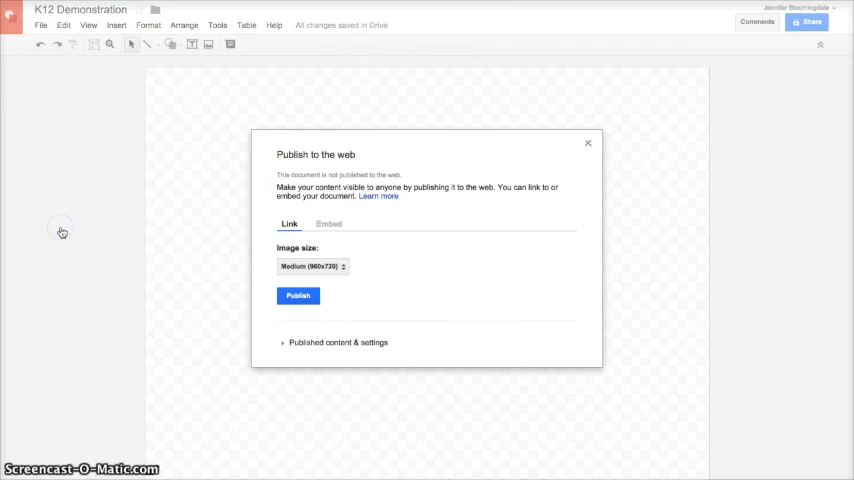 K12 Demonstration
Jennifer Bloomingdale
File Edit View Insert Format Arrange Tools Table Help All changes saved in Drive
Comments
Share
Publish to the web
This document is not published to the web.
Make your content visible to anyone by publishing it to the web. You can link to or
embed your document. Learn more
Link Embed
Image size:
Medium (960x720)
Publish
Published content & settings
Screencast-O-Matic.com